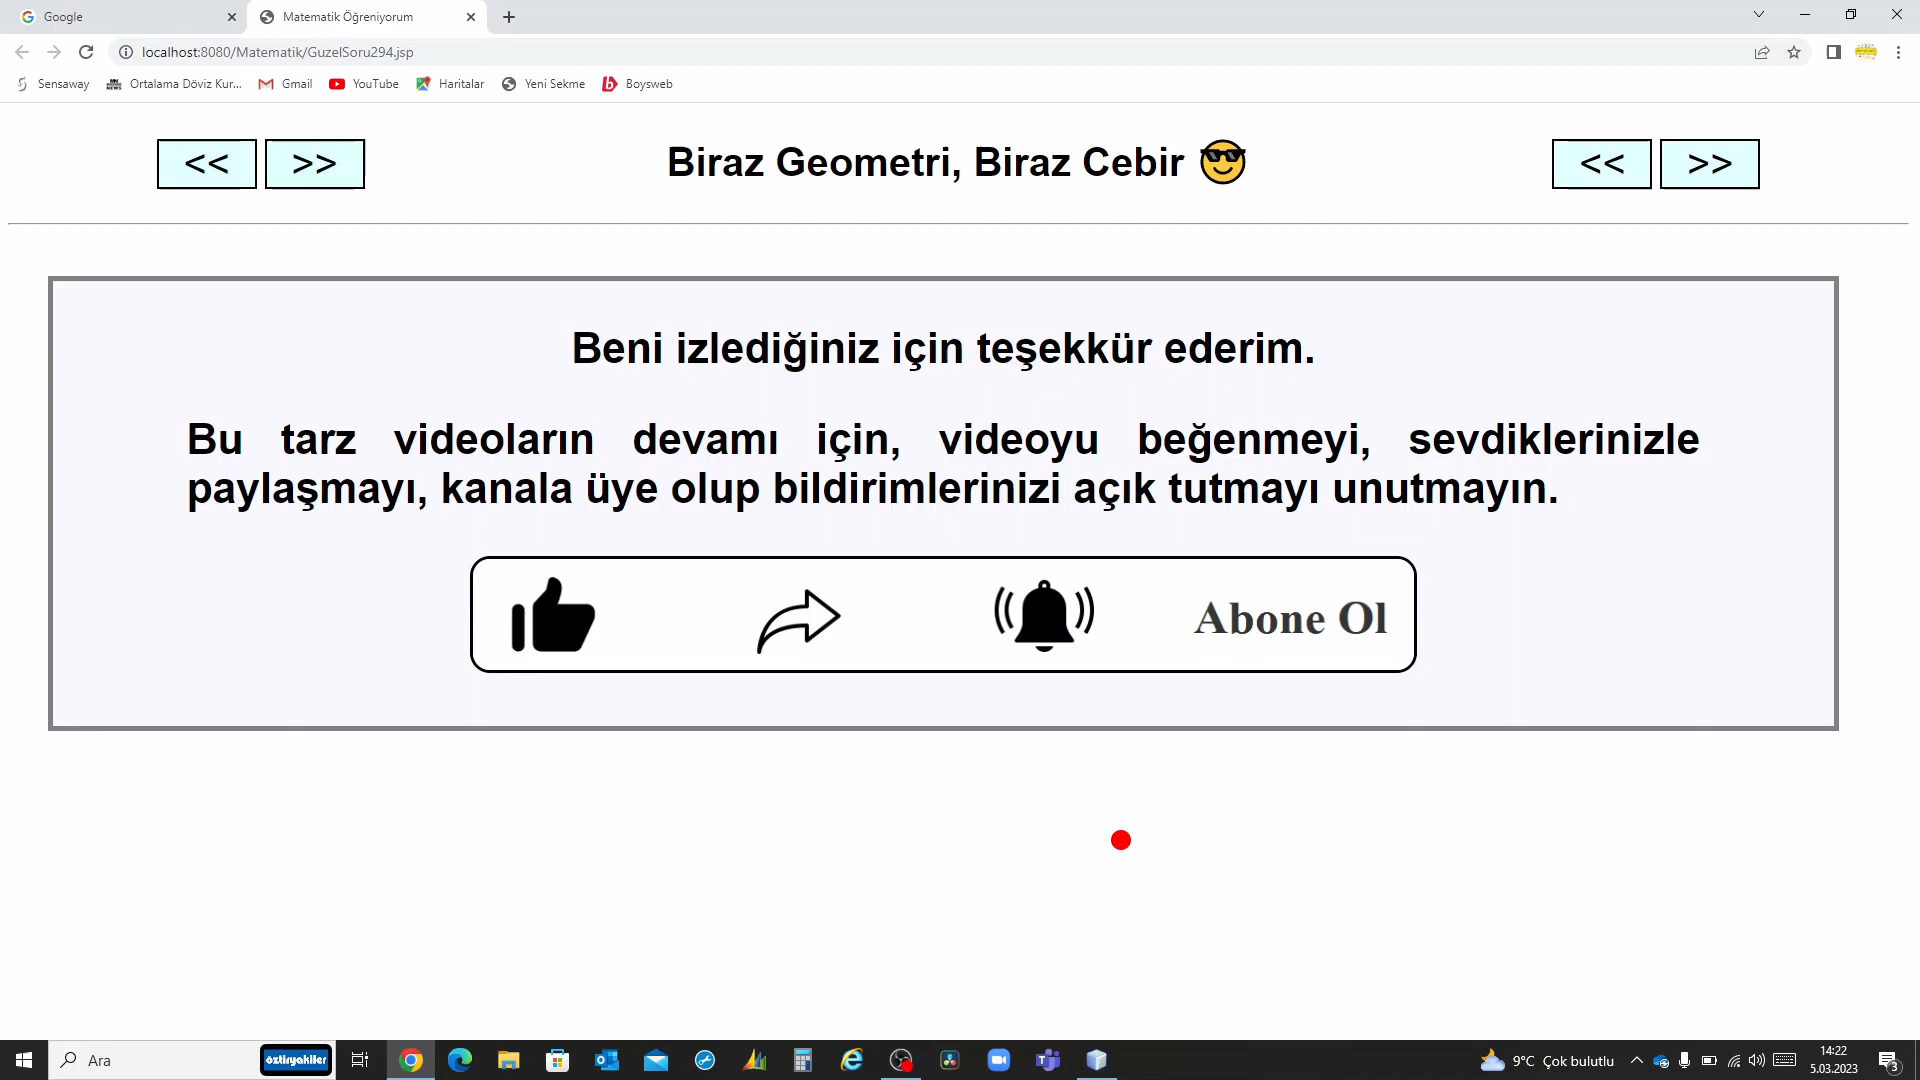 Google
Matematik Öğreniyorum
localhost:8080/Matematik/GuzelSoru294.jsp
Sensaway
Ortalama Döviz Kur...
Gmail
YouTube
Haritalar
Yeni Sekme
Boysweb
<< >>
Biraz Geometri, Biraz Cebir 😎
<< >>
Beni izlediğiniz için teşekkür ederim.
Bu tarz videoların devamı için, videoyu beğenmeyi, sevdiklerinizle
paylaşmayı, kanala üye olup bildirimlerinizi açık tutmayı unutmayın.
Abone Ol
Ara
öztiryakiler
9°C Çok bulutlu
14:22
5.03.2023
3